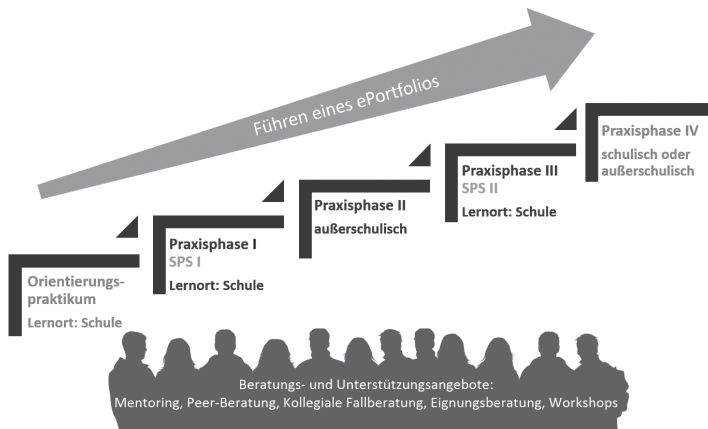 Führen eines ePortfolios
Orientierungs-
praktikum
Lernort: Schule
Praxisphase I
SPS I
Lernort: Schule
Praxisphase II
außerschulisch
Praxisphase III
SPS II
Lernort: Schule
Praxisphase IV
schulisch oder
außerschulisch
Beratungs- und Unterstützungsangebote:
Mentoring, Peer-Beratung, Kollegiale Fallberatung, Eignungsberatung, Workshops